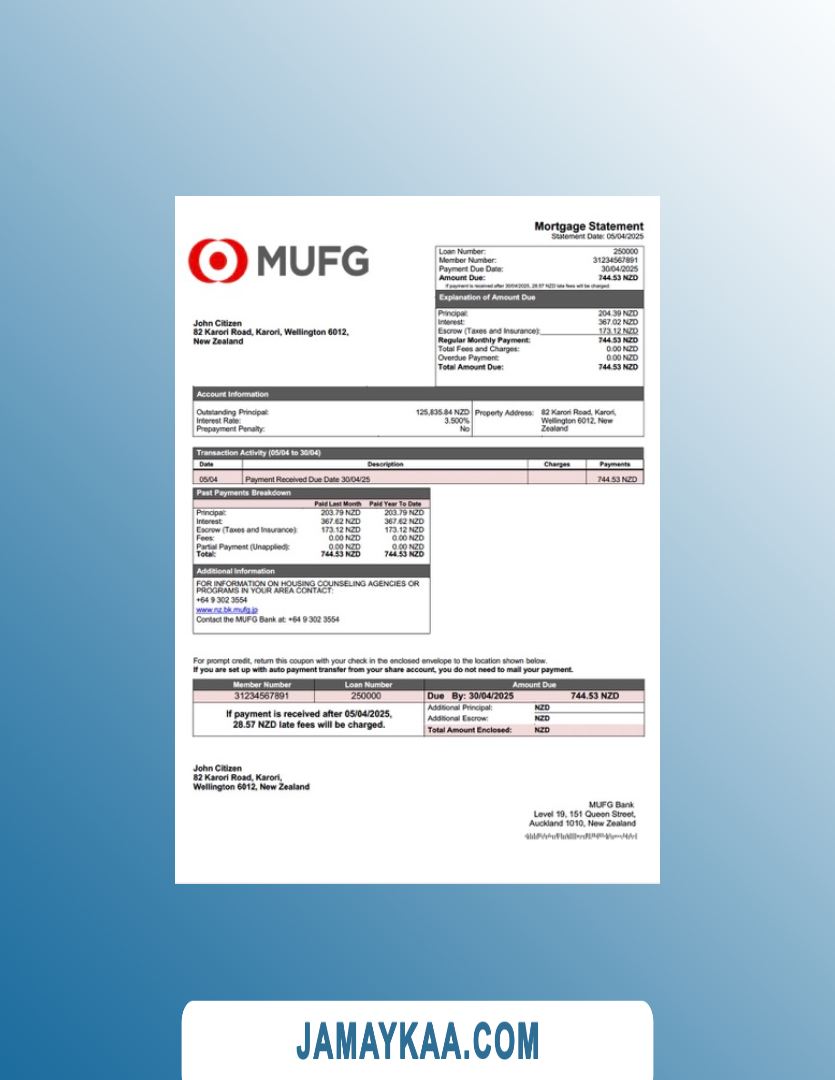 Mortgage Statement
Statement Date: 05/04/2025
MUFG
Loan Number: 250000
Member Number: 31234567891
Payment Due Date: 30/04/2025
Amount Due: 744.53 NZD
If payment is received after 30/04/2025, 28.57 NZD late fees will be charged.
Explanation of Amount Due
Principal: 204.39 NZD
Interest: 367.02 NZD
Escrow (Taxes and Insurance): 173.12 NZD
Regular Monthly Payment: 744.53 NZD
Total Fees and Charges: 0.00 NZD
Overdue Payment: 0.00 NZD
Total Amount Due: 744.53 NZD
John Citizen
82 Karori Road, Karori, Wellington 6012,
New Zealand
Account Information
Outstanding Principal: 125,835.84 NZD
Interest Rate: 3.500%
Prepayment Penalty: No
Property Address: 82 Karori Road, Karori,
Wellington 6012, New
Zealand
Transaction Activity (05/04 to 30/04)
Date Description Charges Payments
05/04 Payment Received Due Date 30/04/25 744.53 NZD
Past Payments Breakdown
Paid Last Month Paid Year To Date
Principal: 203.79 NZD 203.79 NZD
Interest: 367.62 NZD 367.62 NZD
Escrow (Taxes and Insurance): 173.12 NZD 173.12 NZD
Fees: 0.00 NZD 0.00 NZD
Partial Payment (Unapplied): 0.00 NZD 0.00 NZD
Total: 744.53 NZD 744.53 NZD
Additional Information
FOR INFORMATION ON HOUSING COUNSELING AGENCIES OR
PROGRAMS IN YOUR AREA CONTACT:
+64 9 302 3554
www.nz.bk.mufg.jp
Contact the MUFG Bank at: +64 9 302 3554
For prompt credit, return this coupon with your check in the enclosed envelope to the location shown below.
If you are set up with auto payment transfer from your share account, you do not need to mail your payment.
Member Number Loan Number Amount Due
31234567891 250000 Due By: 30/04/2025 744.53 NZD
If payment is received after 05/04/2025,
28.57 NZD late fees will be charged.
Additional Principal: NZD
Additional Escrow: NZD
Total Amount Enclosed: NZD
John Citizen
82 Karori Road, Karori,
Wellington 6012, New Zealand
MUFG Bank
Level 19, 151 Queen Street,
Auckland 1010, New Zealand
JAMAYKAA.COM